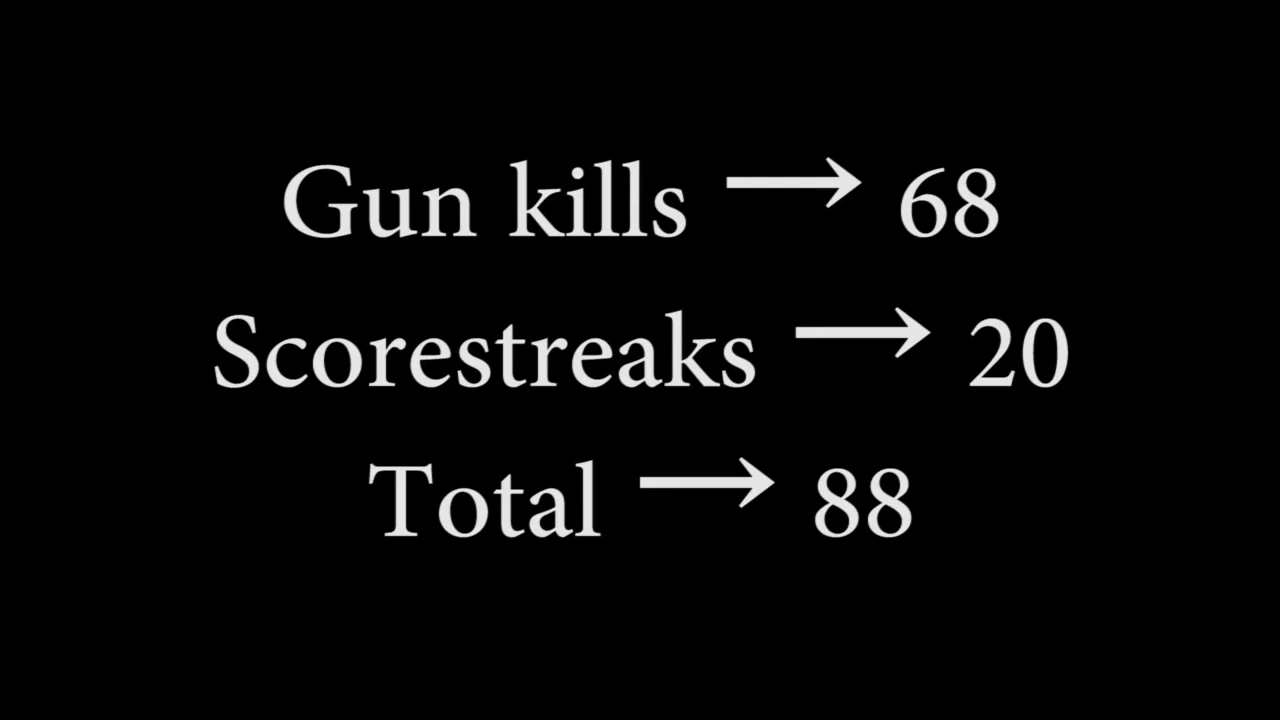 Gun kills → 68
Scorestreaks → 20
Total → 88